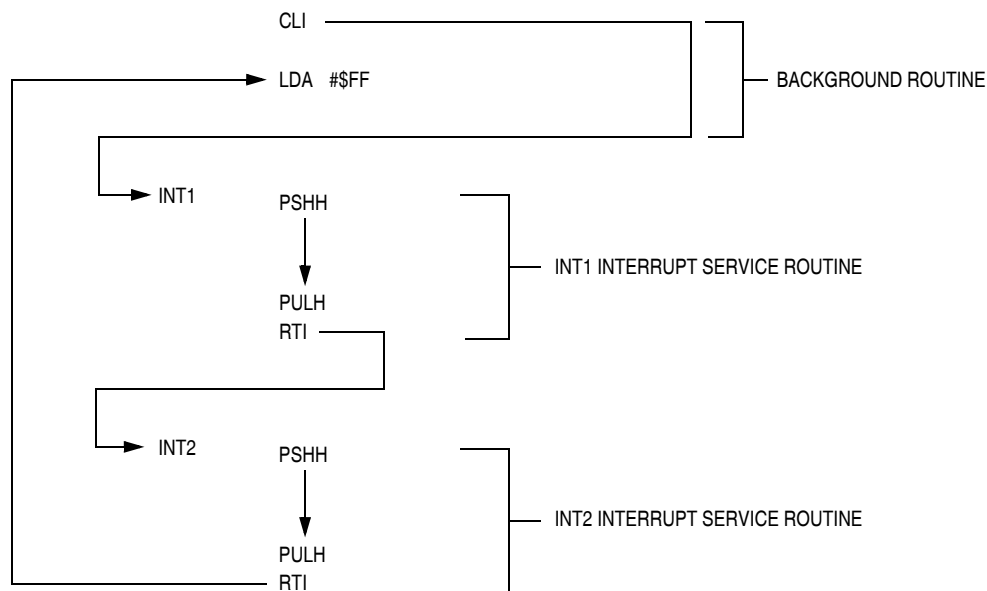 CLI
LDA #$FF
BACKGROUND ROUTINE
INT1
PSHH
INT1 INTERRUPT SERVICE ROUTINE
PULH
RTI
INT2
PSHH
INT2 INTERRUPT SERVICE ROUTINE
PULH
RTI